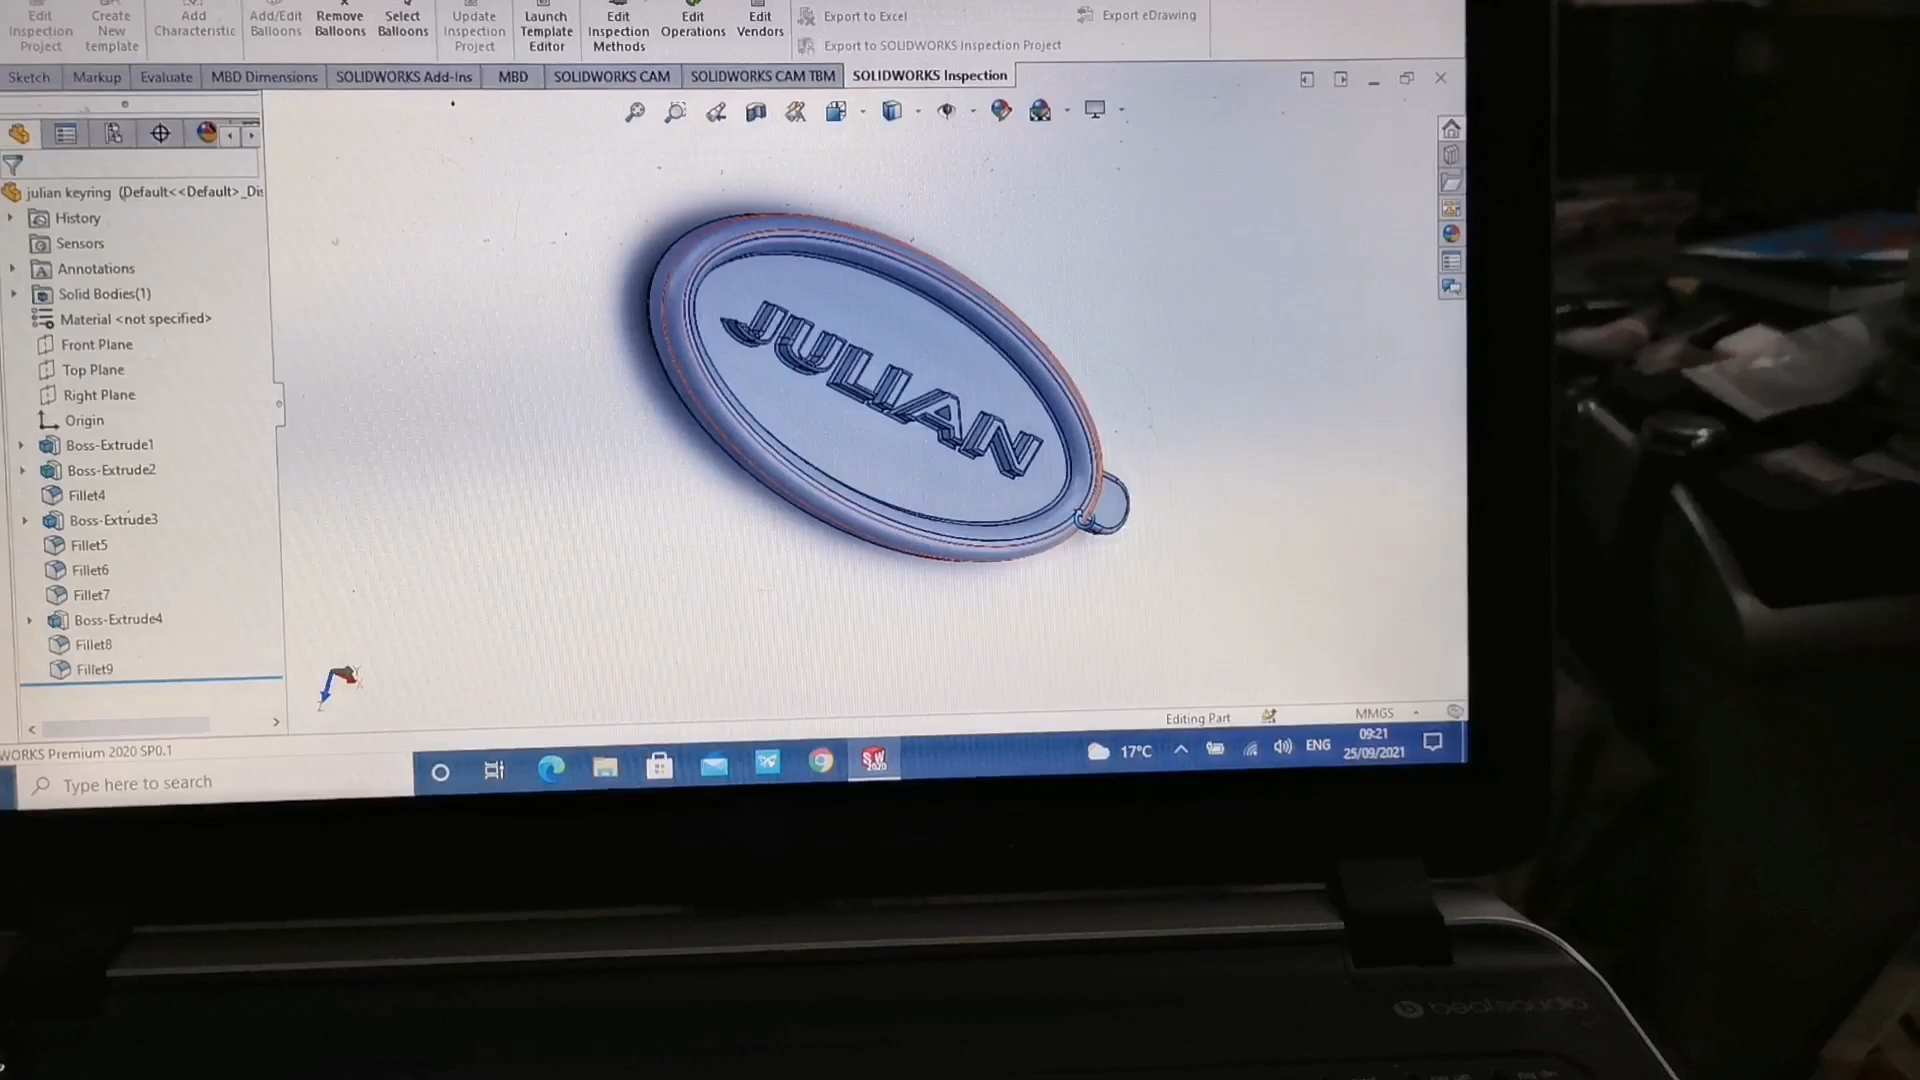 Edit
Inspection
Project
Create
New
template
Add
Characteristic
Add/Edit
Balloons
Remove
Balloons
Select
Balloons
Update
Inspection
Project
Launch
Template
Editor
Edit
Inspection
Methods
Edit
Operations
Edit
Vendors
Export to Excel
Export to SOLIDWORKS Inspection Project
Export eDrawing
Sketch
Markup
Evaluate
MBD Dimensions
SOLIDWORKS Add-Ins
MBD
SOLIDWORKS CAM
SOLIDWORKS CAM TBM
SOLIDWORKS Inspection
julian keyring (Default<<Default>_Dis
History
Sensors
Annotations
Solid Bodies(1)
Material <not specified>
Front Plane
Top Plane
Right Plane
Origin
Boss-Extrude1
Boss-Extrude2
Fillet4
Boss-Extrude3
Fillet5
Fillet6
Fillet7
Boss-Extrude4
Fillet8
Fillet9
JULIAN
Y
X
Z
WORKS Premium 2020 SP0.1
Editing Part
MMGS
Type here to search
SW
2020
17°C
ENG
09:21
25/09/2021
beatsaudio